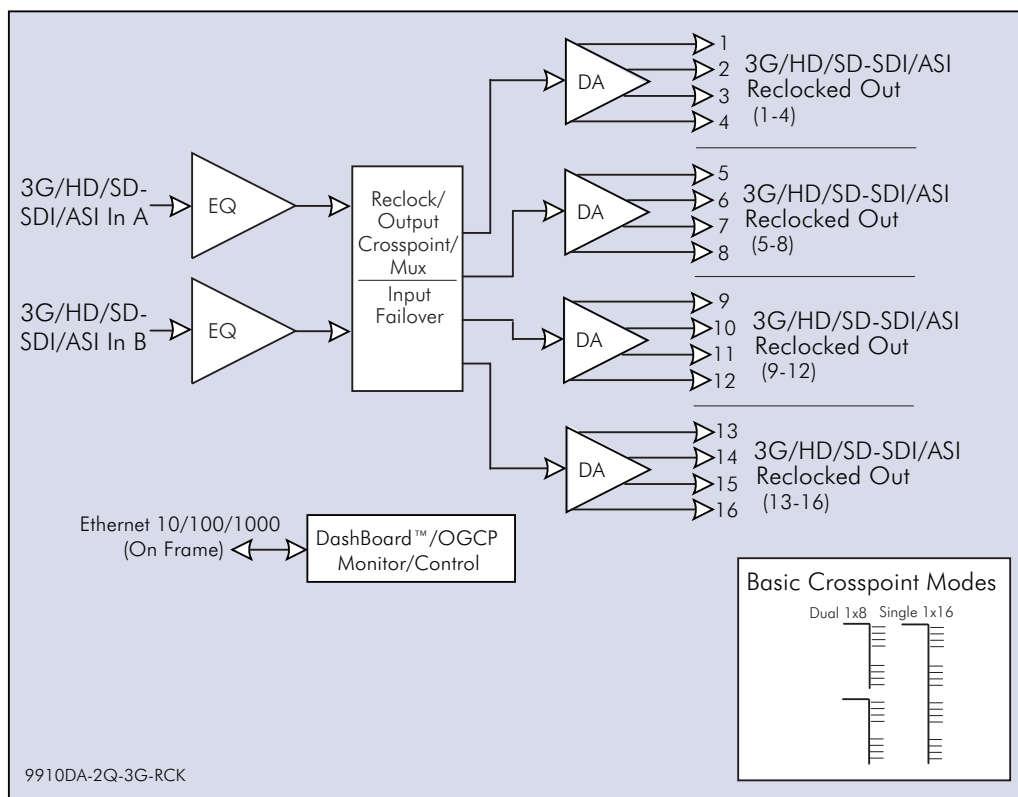 3G/HD/SD-
SDI/ASI In A
EQ
3G/HD/SD-
SDI/ASI In B
EQ
Reclock/
Output
Crosspoint/
Mux
Input
Failover
DA
1
2
3
4
3G/HD/SD-SDI/ASI
Reclocked Out
(1-4)
DA
5
6
7
8
3G/HD/SD-SDI/ASI
Reclocked Out
(5-8)
DA
9
10
11
12
3G/HD/SD-SDI/ASI
Reclocked Out
(9-12)
DA
13
14
15
16
3G/HD/SD-SDI/ASI
Reclocked Out
(13-16)
Ethernet 10/100/1000
(On Frame)
DashBoard™/OGCP
Monitor/Control
Basic Crosspoint Modes
Dual 1x8 Single 1x16
9910DA-2Q-3G-RCK